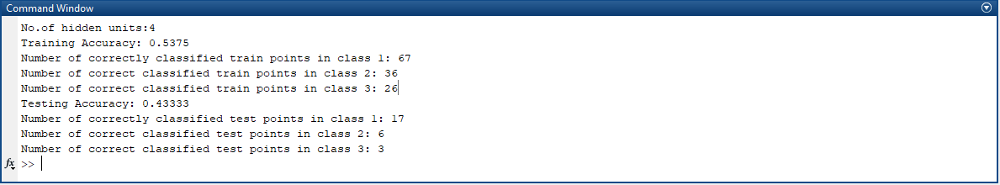 Command Window
No.of hidden units:4
Training Accuracy: 0.5375
Number of correctly classified train points in class 1: 67
Number of correct classified train points in class 2: 36
Number of correct classified train points in class 3: 26
Testing Accuracy: 0.43333
Number of correctly classified test points in class 1: 17
Number of correct classified test points in class 2: 6
Number of correct classified test points in class 3: 3
fx >>